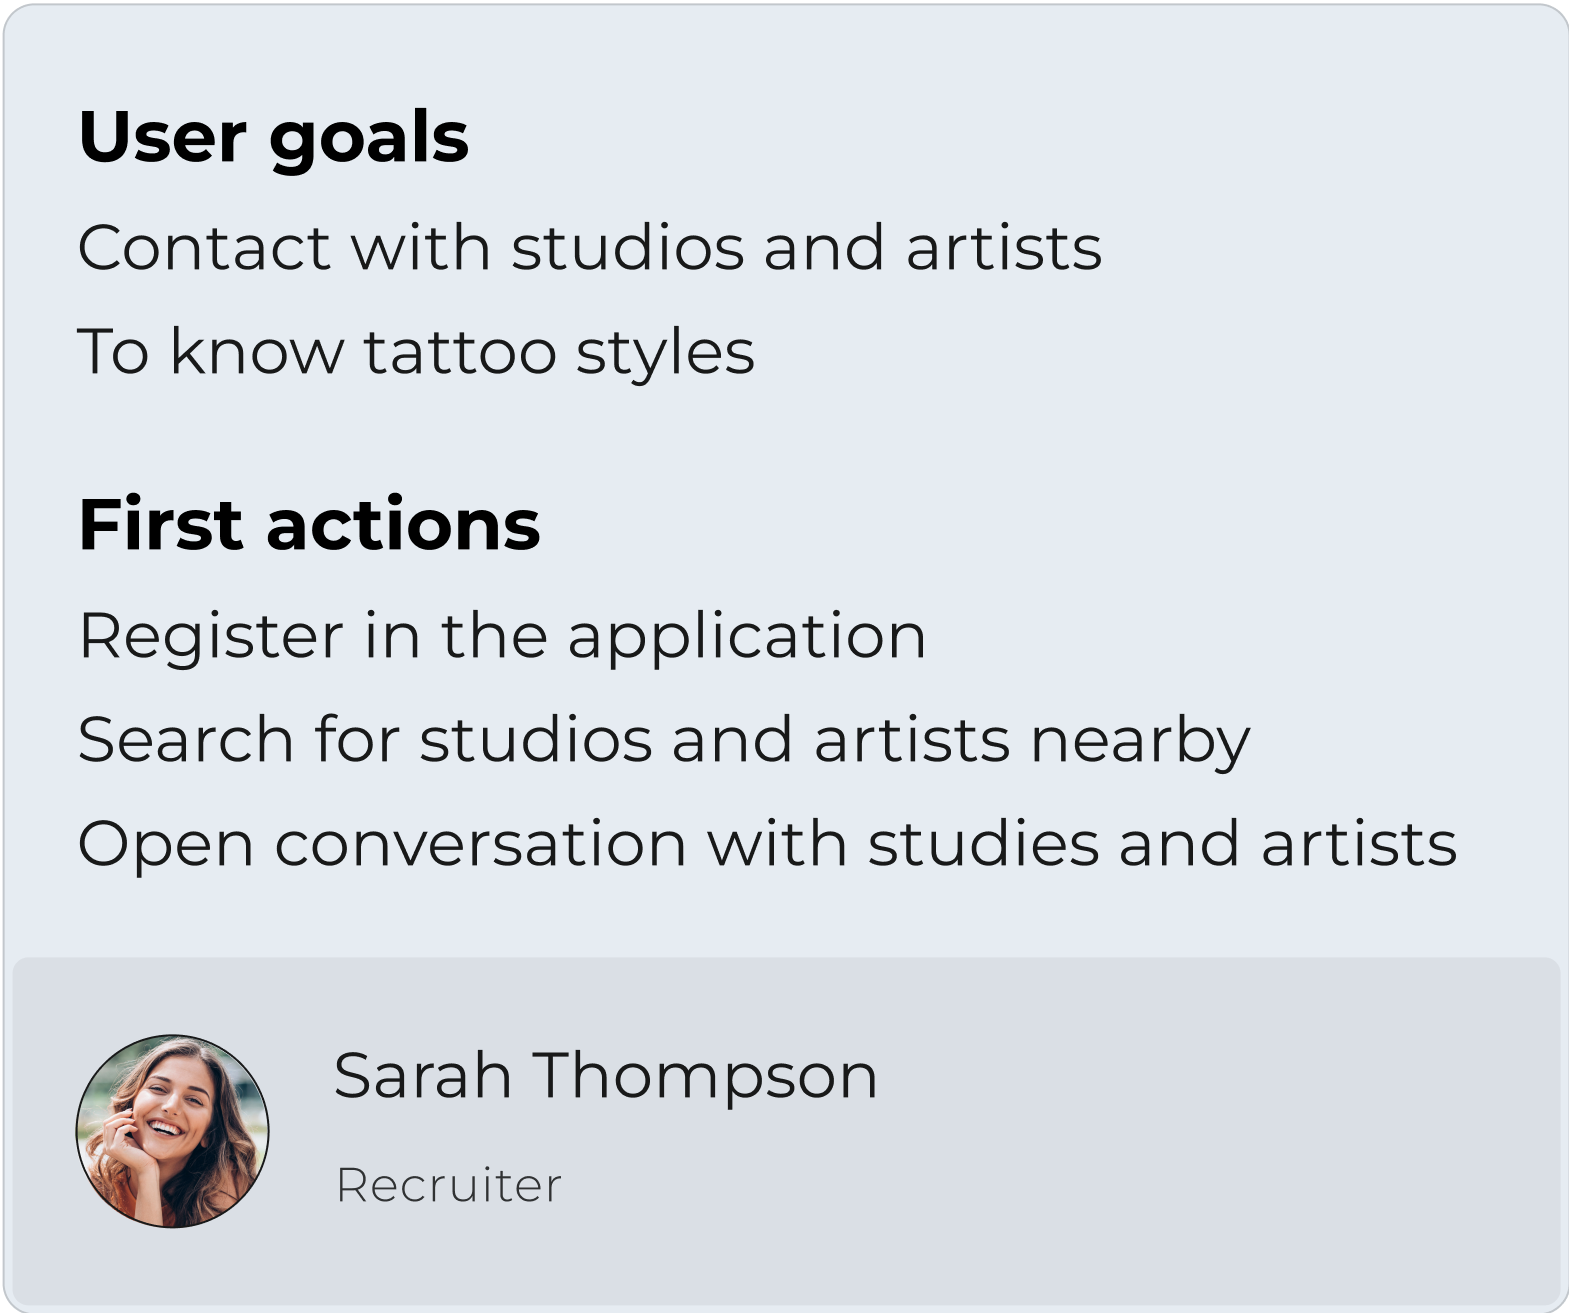 User goals
Contact with studios and artists
To know tattoo styles
First actions
Register in the application
Search for studios and artists nearby
Open conversation with studies and artists
Sarah Thompson
Recruiter